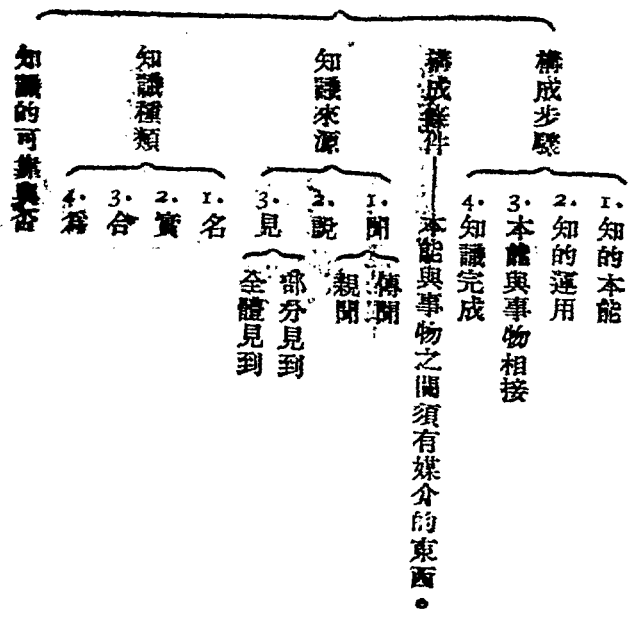 構成步驟
1. 知的本能
2. 知的運用
3. 本能與事物相接
4. 知識完成
構成條件
本能與事物之間須有媒介的東西。
知識來源
1. 聞
傳聞
親聞
2. 說
3. 見
部分見到
全體見到
知識種類
1. 名
2. 實
3. 合
4. 爲
知識的可靠與否